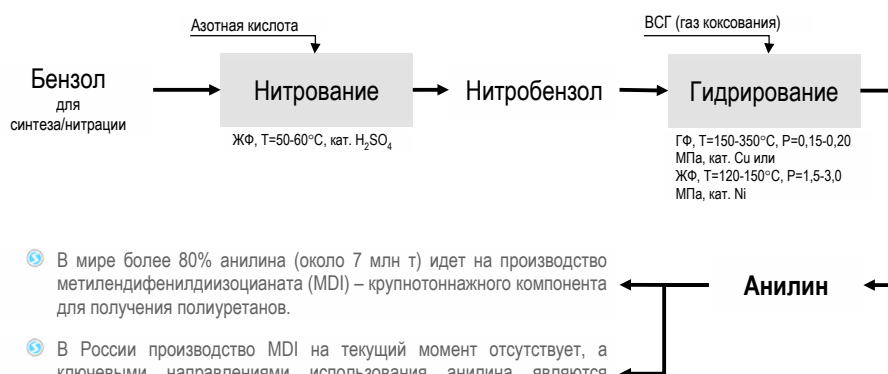 Азотная кислота
ВСГ (газ коксования)
Бензол
для
синтеза/нитрации
Нитрование
Нитробензол
Гидрирование
ЖФ, Т=50-60°С, кат. H₂SO₄
ГФ, Т=150-350°С, Р=0,15-0,20
МПа, кат. Cu или
ЖФ, Т=120-150°С, Р=1,5-3,0
МПа, кат. Ni
В мире более 80% анилина (около 7 млн т) идет на производство
метилендифенилдиизоцианата (MDI) – крупнотоннажного компонента
для получения полиуретанов.
Анилин
В России производство MDI на текущий момент отсутствует, а
ключевыми направлениями использования анилина являются